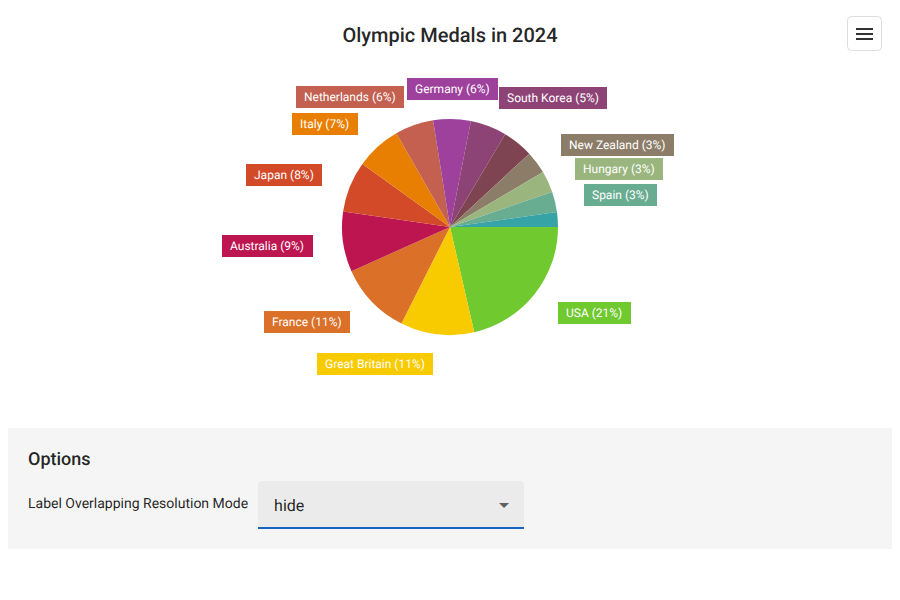 Olympic Medals in 2024
Germany (6%)
Netherlands (6%)
South Korea (5%)
Italy (7%)
New Zealand (3%)
Hungary (3%)
Japan (8%)
Spain (3%)
Australia (9%)
USA (21%)
France (11%)
Great Britain (11%)
Options
Label Overlapping Resolution Mode
hide